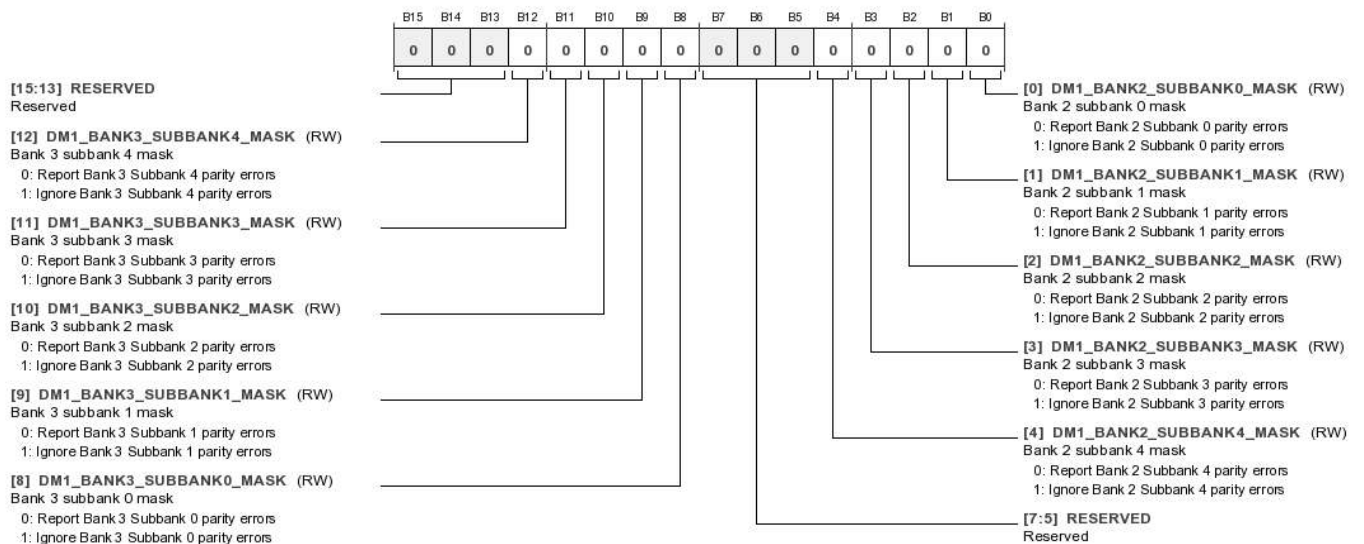 B15 B14 B13 B12 B11 B10 B9 B8 B7 B6 B5 B4 B3 B2 B1 B0
0 0 0 0 0 0 0 0 0 0 0 0 0 0 0 0
[15:13] RESERVED
Reserved
[12] DM1_BANK3_SUBBANK4_MASK (RW)
Bank 3 subbank 4 mask
0: Report Bank 3 Subbank 4 parity errors
1: Ignore Bank 3 Subbank 4 parity errors
[11] DM1_BANK3_SUBBANK3_MASK (RW)
Bank 3 subbank 3 mask
0: Report Bank 3 Subbank 3 parity errors
1: Ignore Bank 3 Subbank 3 parity errors
[10] DM1_BANK3_SUBBANK2_MASK (RW)
Bank 3 subbank 2 mask
0: Report Bank 3 Subbank 2 parity errors
1: Ignore Bank 3 Subbank 2 parity errors
[9] DM1_BANK3_SUBBANK1_MASK (RW)
Bank 3 subbank 1 mask
0: Report Bank 3 Subbank 1 parity errors
1: Ignore Bank 3 Subbank 1 parity errors
[8] DM1_BANK3_SUBBANK0_MASK (RW)
Bank 3 subbank 0 mask
0: Report Bank 3 Subbank 0 parity errors
1: Ignore Bank 3 Subbank 0 parity errors
[0] DM1_BANK2_SUBBANK0_MASK (RW)
Bank 2 subbank 0 mask
0: Report Bank 2 Subbank 0 parity errors
1: Ignore Bank 2 Subbank 0 parity errors
[1] DM1_BANK2_SUBBANK1_MASK (RW)
Bank 2 subbank 1 mask
0: Report Bank 2 Subbank 1 parity errors
1: Ignore Bank 2 Subbank 1 parity errors
[2] DM1_BANK2_SUBBANK2_MASK (RW)
Bank 2 subbank 2 mask
0: Report Bank 2 Subbank 2 parity errors
1: Ignore Bank 2 Subbank 2 parity errors
[3] DM1_BANK2_SUBBANK3_MASK (RW)
Bank 2 subbank 3 mask
0: Report Bank 2 Subbank 3 parity errors
1: Ignore Bank 2 Subbank 3 parity errors
[4] DM1_BANK2_SUBBANK4_MASK (RW)
Bank 2 subbank 4 mask
0: Report Bank 2 Subbank 4 parity errors
1: Ignore Bank 2 Subbank 4 parity errors
[7:5] RESERVED
Reserved